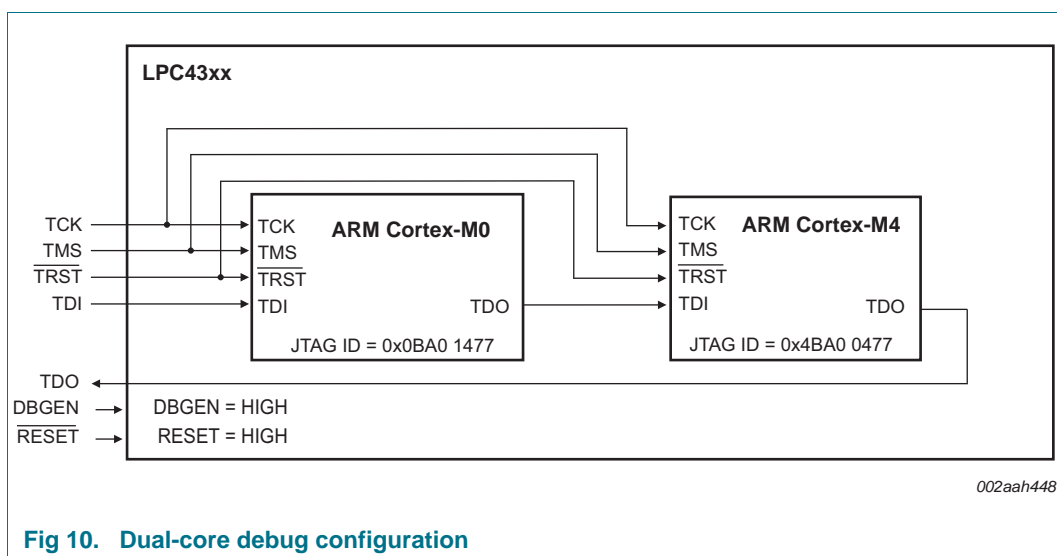 LPC43xx
TCK
TMS
TRST
TDI
TCK
TMS
TRST
TDI
ARM Cortex-M0
TDO
JTAG ID = 0x0BA0 1477
TCK
TMS
TRST
TDI
ARM Cortex-M4
TDO
JTAG ID = 0x4BA0 0477
TDO
DBGEN
RESET
DBGEN = HIGH
RESET = HIGH
002aah448
Fig 10. Dual-core debug configuration